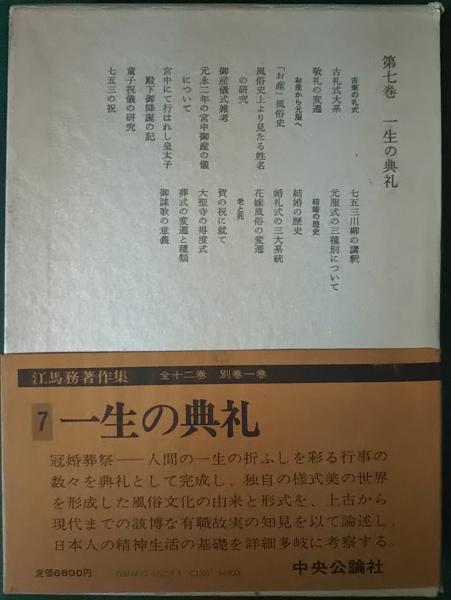 第七巻 一生の典礼
古来の礼式
古礼式大系
敬礼の変遷
お産から元服へ
「お産」風俗史
風俗史上より見たる姓名
の研究
御産儀式雑考
元永二年の宮中御産の儀
について
宮中にて行はれし皇太子
殿下御降誕の記
童子祝儀の研究
七五三の祝
七五三川柳の講釈
元服式の三種別について
結婚の歴史
結婚の歴史
婚礼式の三大系統
花嫁風俗の変遷
老と死
賀の祝に就て
大聖寺の得度式
葬式の変遷と種類
御謡歌の意義
江馬務著作集 全十二巻 別巻一巻
7 一生の典礼
冠婚葬祭――人間の一生の折ふしを彩る行事の
数々を典礼として完成し、独自の様式美の世界
を形成した風俗文化の由来と形式を、上古から
現代までの該博な有職故実の知見を以て論述し、
日本人の精神生活の基礎を詳細多岐に考察する。
定価6800円
中央公論社